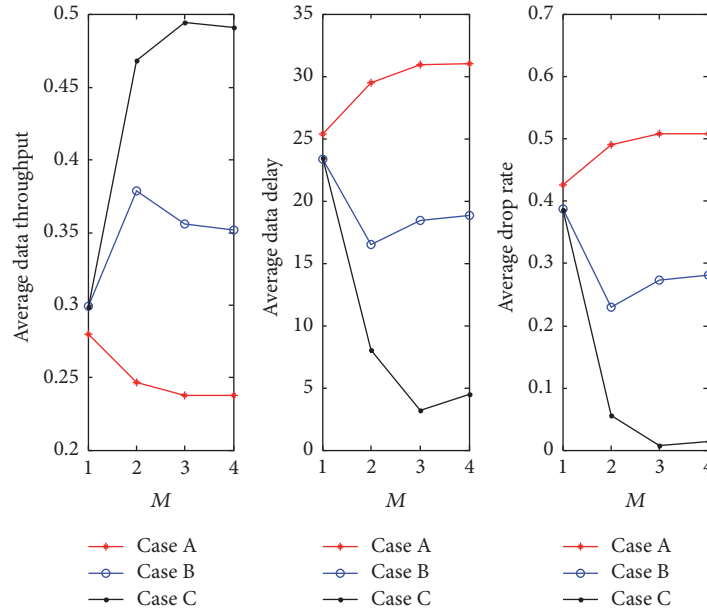 Average data throughput
0.5
0.45
0.4
0.35
0.3
0.25
0.2
1 2 3 4
M
Case A
Case B
Case C
Average data delay
35
30
25
20
15
10
5
0
1 2 3 4
M
Case A
Case B
Case C
Average drop rate
0.7
0.6
0.5
0.4
0.3
0.2
0.1
0
1 2 3 4
M
Case A
Case B
Case C